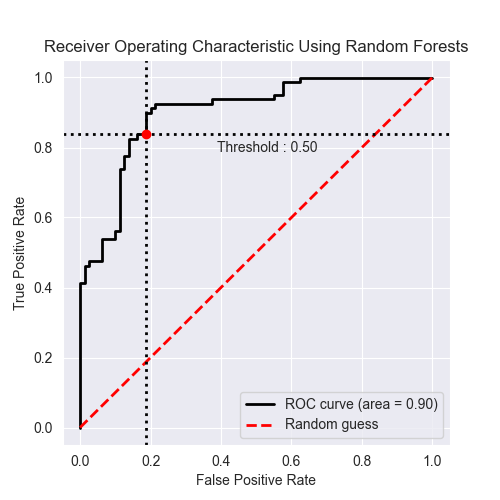 Receiver Operating Characteristic Using Random Forests
1.0
0.8
0.6
0.4
0.2
0.0
True Positive Rate
Threshold : 0.50
ROC curve (area = 0.90)
Random guess
0.0 0.2 0.4 0.6 0.8 1.0
False Positive Rate